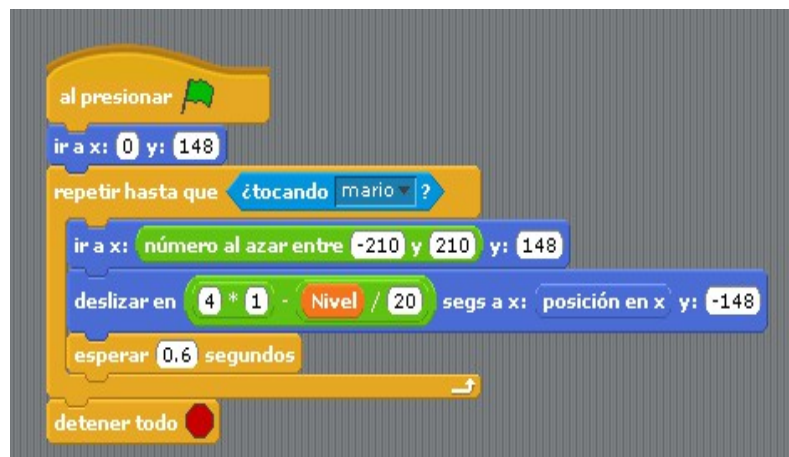 al presionar
ir a x: 0 y: 148
repetir hasta que ¿tocando mario ?
ir a x: número al azar entre -210 y 210 y: 148
deslizar en 4 * 1 - Nivel / 20 segs a x: posición en x y: -148
esperar 0.6 segundos
detener todo